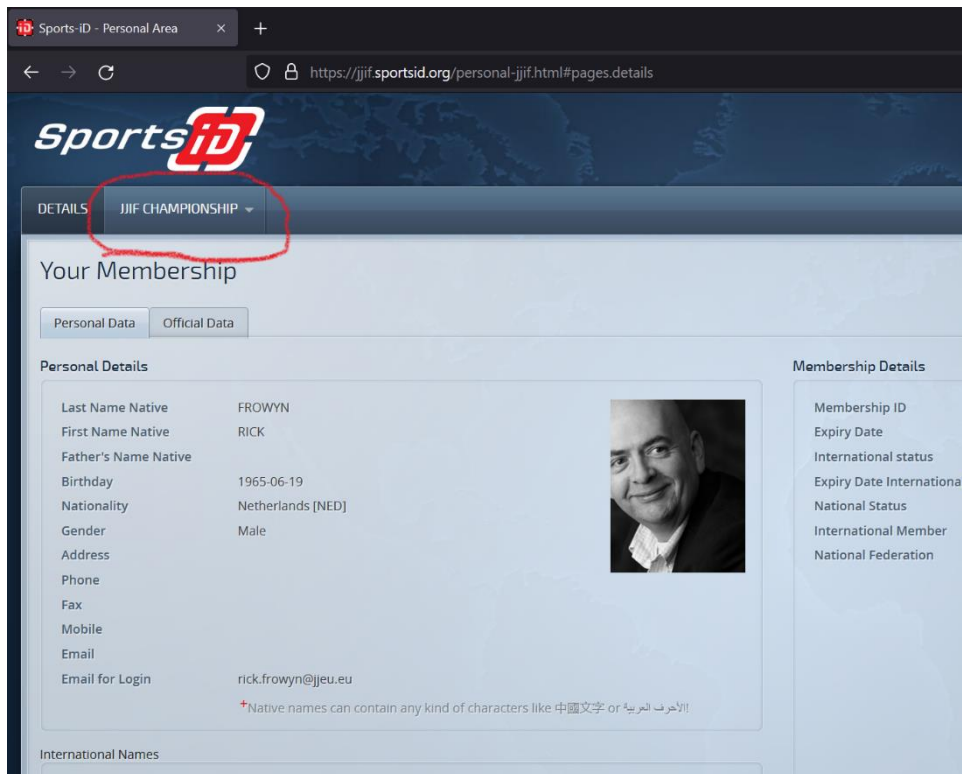 Sports-iD - Personal Area
https://jjif.sportsid.org/personal-jjif.html#pages.details
Sports iD
DETAILS JJIF CHAMPIONSHIP
Your Membership
Personal Data Official Data
Personal Details
Last Name Native FROWYN
First Name Native RICK
Father's Name Native
Birthday 1965-06-19
Nationality Netherlands [NED]
Gender Male
Address
Phone
Fax
Mobile
Email
Email for Login rick.frowyn@jjeu.eu
+Native names can contain any kind of characters like 中國文字 or الأحرف العربية!
International Names
Membership Details
Membership ID
Expiry Date
International status
Expiry Date Internationa
National Status
International Member
National Federation